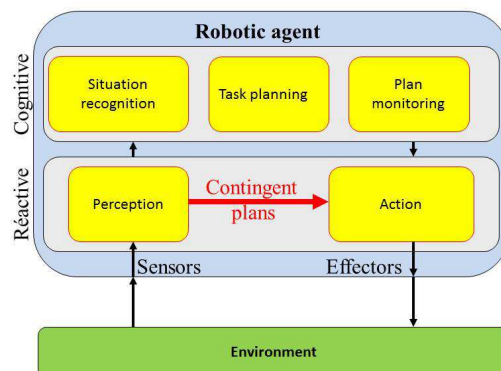 Robotic agent
Cognitive
Situation
recognition
Task planning
Plan
monitoring
Réactive
Perception
Contingent
plans
Action
Sensors
Effectors
Environment